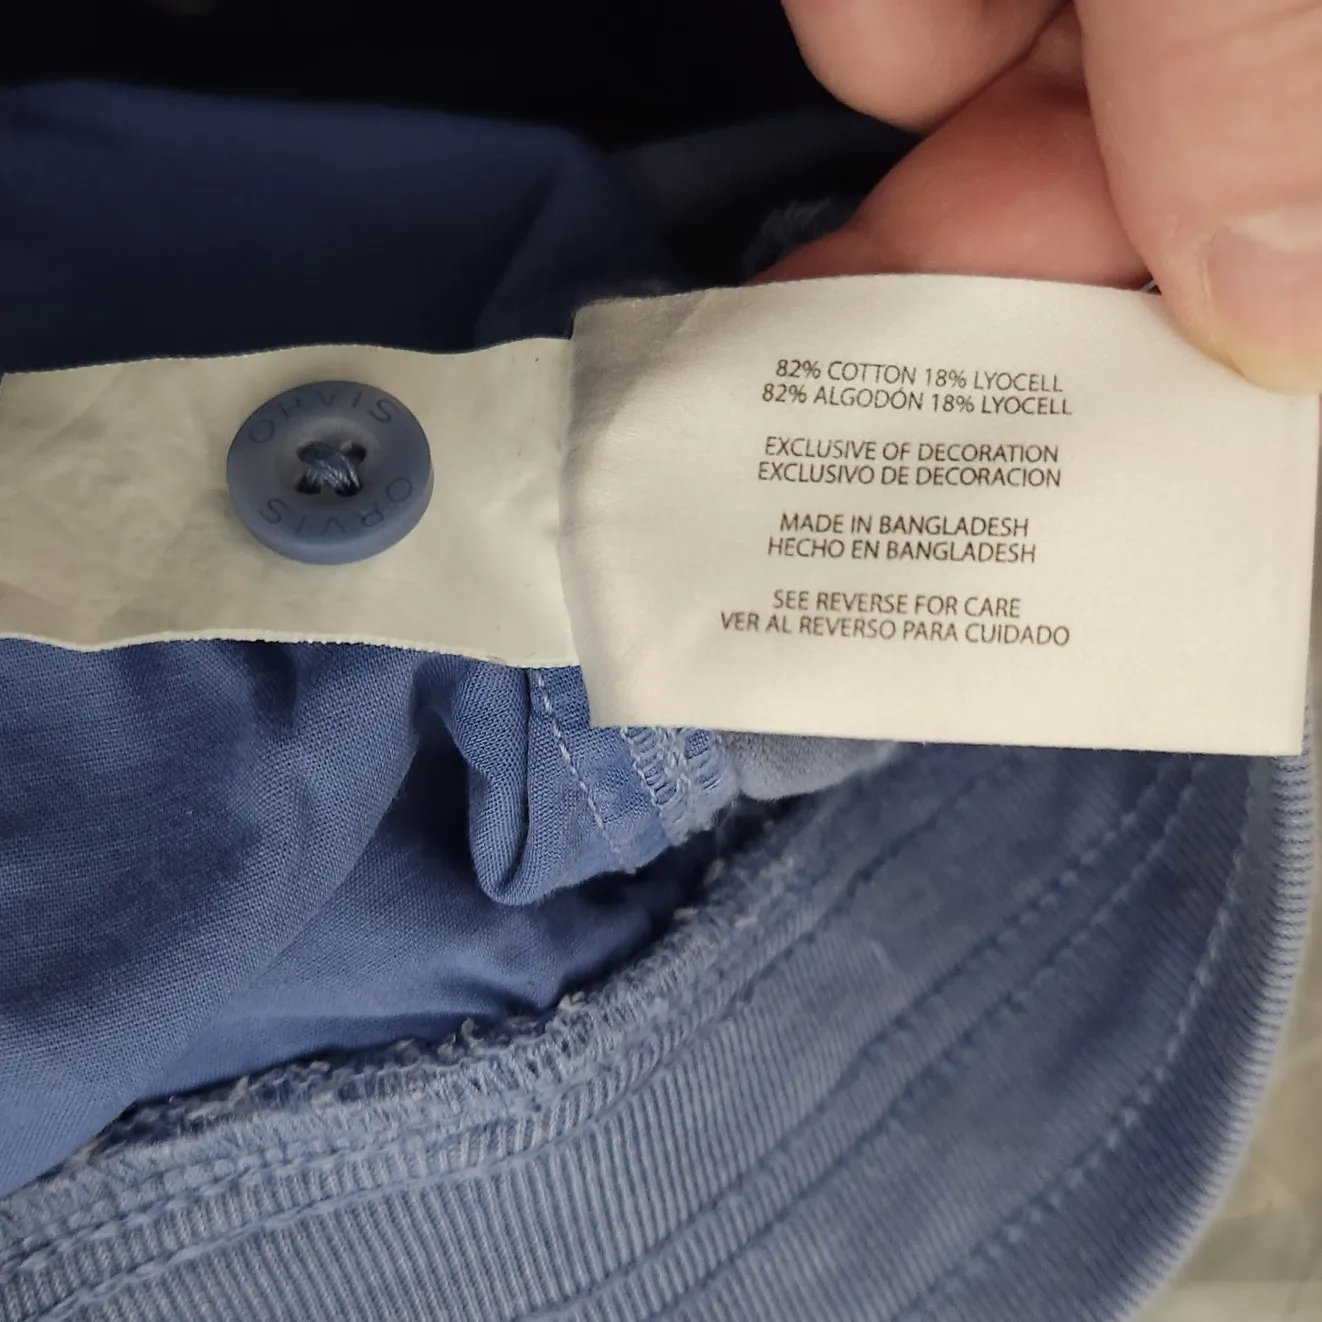 ORVIS ORVIS
82% COTTON 18% LYOCELL
82% ALGODÓN 18% LYOCELL
EXCLUSIVE OF DECORATION
EXCLUSIVO DE DECORACION
MADE IN BANGLADESH
HECHO EN BANGLADESH
SEE REVERSE FOR CARE
VER AL REVERSO PARA CUIDADO